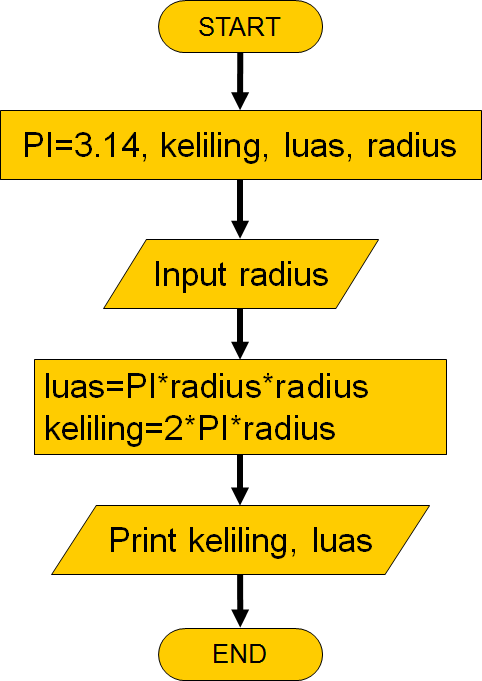 START
PI=3.14, keliling, luas, radius
Input radius
luas=PI*radius*radius
keliling=2*PI*radius
Print keliling, luas
END